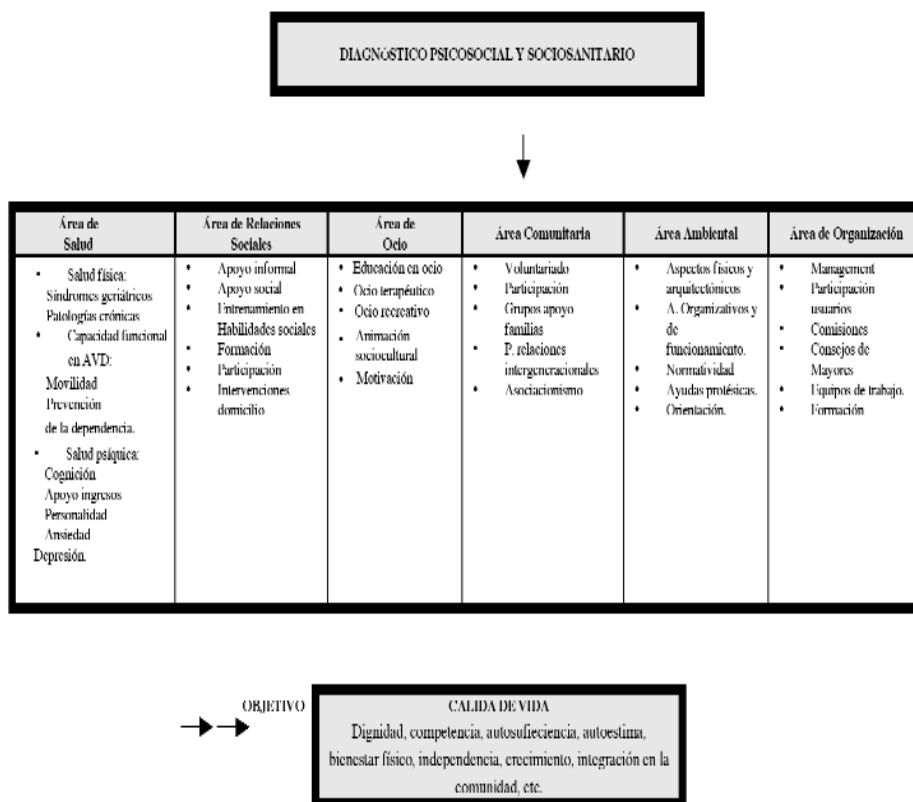 DIAGNÓSTICO PSICOSOCIAL Y SOCIOSANITARIO
Área de
Salud
• Salud física:
Síndromes geriátricos
Patologías crónicas
• Capacidad funcional
en AVD:
Movilidad
Prevención
de la dependencia.
• Salud psíquica:
Cognición
Apoyo ingresos
Personalidad
Ansiedad
Depresión.
Área de Relaciones
Sociales
• Apoyo informal
• Apoyo social
• Entrenamiento en
Habilidades sociales
• Formación
• Participación
• Intervenciones
domicilio
Área de
Ocio
• Educación en ocio
• Ocio terapéutico
• Ocio recreativo
• Animación
sociocultural
• Motivación
Área Comunitaria
• Voluntariado
• Participación
• Grupos apoyo
familias
• P. relaciones
intergeneracionales
• Asociacionismo
Área Ambiental
• Aspectos físicos y
arquitectónicos
• A. Organizativos y
de
funcionamiento.
• Normatividad
• Ayudas protésicas.
• Orientación.
Área de Organización
• Management
• Participación
usuarios
• Comisiones
• Consejos de
Mayores
• Equipos de trabajo.
• Formación
OBJETIVO
CALIDA DE VIDA
Dignidad, competencia, autosufieciencia, autoestima,
bienestar físico, independencia, crecimiento, integración en la
comunidad, etc.